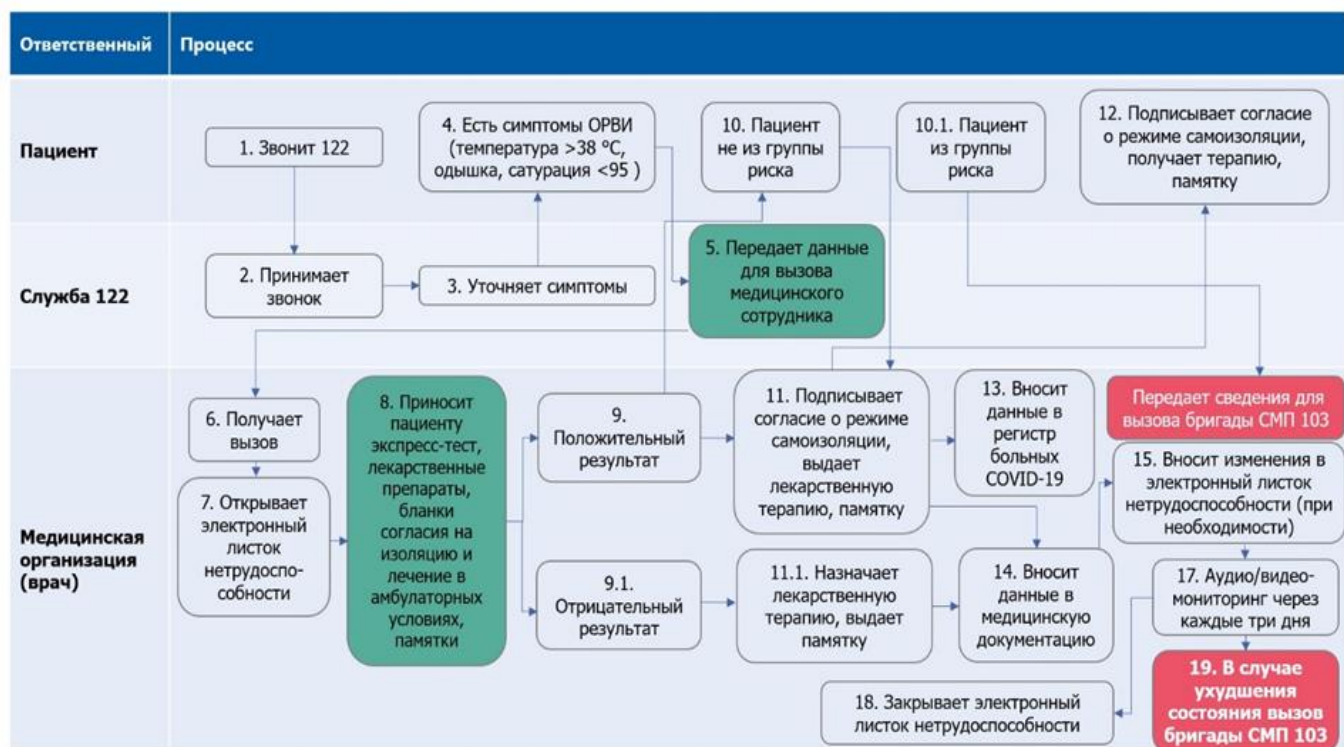 Ответственный
Процесс
Пациент
1. Звонит 122
4. Есть симптомы ОРВИ
(температура >38 °C,
одышка, сатурация <95 )
10. Пациент
не из группы
риска
10.1. Пациент
из группы
риска
12. Подписывает согласие
о режиме самоизоляции,
получает терапию,
памятку
Служба 122
2. Принимает
звонок
3. Уточняет симптомы
5. Передает данные
для вызова
медицинского
сотрудника
Медицинская
организация
(врач)
6. Получает
вызов
7. Открывает
электронный
листок
нетрудоспо-
собности
8. Приносит
пациенту
экспресс-тест,
лекарственные
препараты,
бланки
согласия на
изоляцию и
лечение в
амбулаторных
условиях,
памятки
9.
Положительный
результат
9.1.
Отрицательный
результат
11. Подписывает
согласие о режиме
самоизоляции,
выдает
лекарственную
терапию, памятку
11.1. Назначает
лекарственную
терапию, выдает
памятку
13. Вносит
данные в
регистр
больных
COVID-19
14. Вносит
данные в
медицинскую
документацию
Передает сведения для
вызова бригады СМП 103
15. Вносит изменения в
электронный листок
нетрудоспособности (при
необходимости)
17. Аудио/видео-
мониторинг через
каждые три дня
18. Закрывает электронный
листок нетрудоспособности
19. В случае
ухудшения
состояния вызов
бригады СМП 103